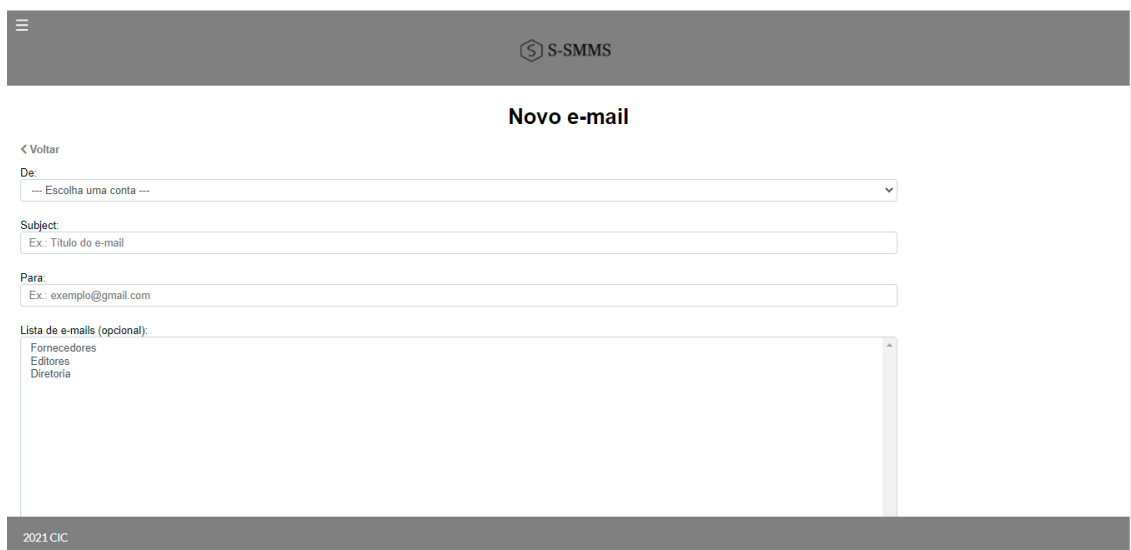 S-SMMS
Novo e-mail
Voltar
De:
--- Escolha uma conta ---
Subject:
Ex.: Título do e-mail
Para:
Ex.: exemplo@gmail.com
Lista de e-mails (opcional):
Fornecedores
Editores
Diretoria
2021 CIC